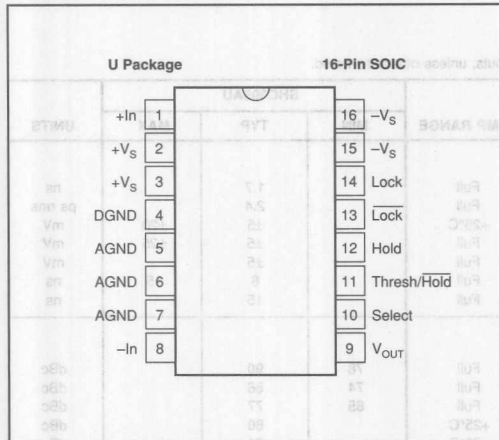 U Package 16-Pin SOIC
+In 1 16 –VS
+VS 2 15 –VS
+VS 3 14 Lock
DGND 4 13 Lock
AGND 5 12 Hold
AGND 6 11 Thresh/Hold
AGND 7 10 Select
–In 8 9 VOUT